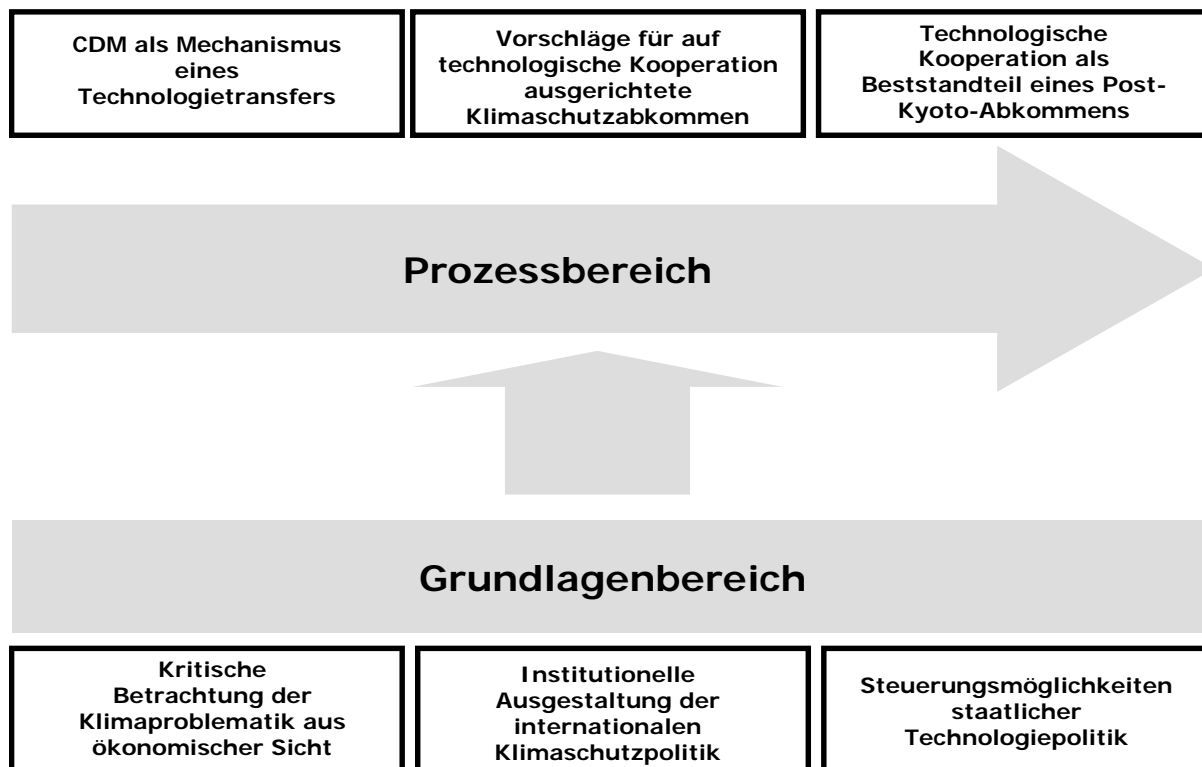 CDM als Mechanismus
eines
Technologietransfers
Vorschläge für auf
technologische Kooperation
ausgerichtete
Klimaschutzabkommen
Technologische
Kooperation als
Beststandteil eines Post-
Kyoto-Abkommens
Prozessbereich
Grundlagenbereich
Kritische
Betrachtung der
Klimaproblematik aus
ökonomischer Sicht
Institutionelle
Ausgestaltung der
internationalen
Klimaschutzpolitik
Steuerungsmöglichkeiten
staatlicher
Technologiepolitik